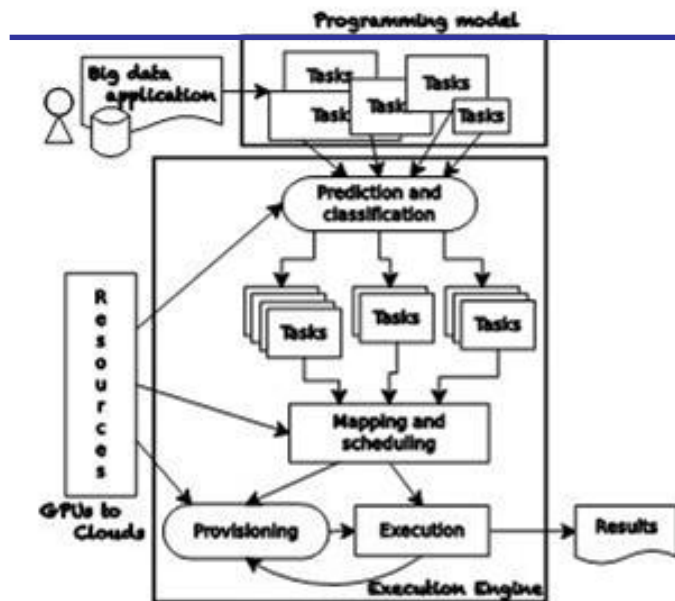 Programming model
Big data
application
Tasks
Tasks
Tasks
Tasks
Tasks
Prediction and
classification
Resources
Tasks
Tasks
Tasks
Mapping and
scheduling
GPUs to
Clouds
Provisioning
Execution
Results
Execution Engine